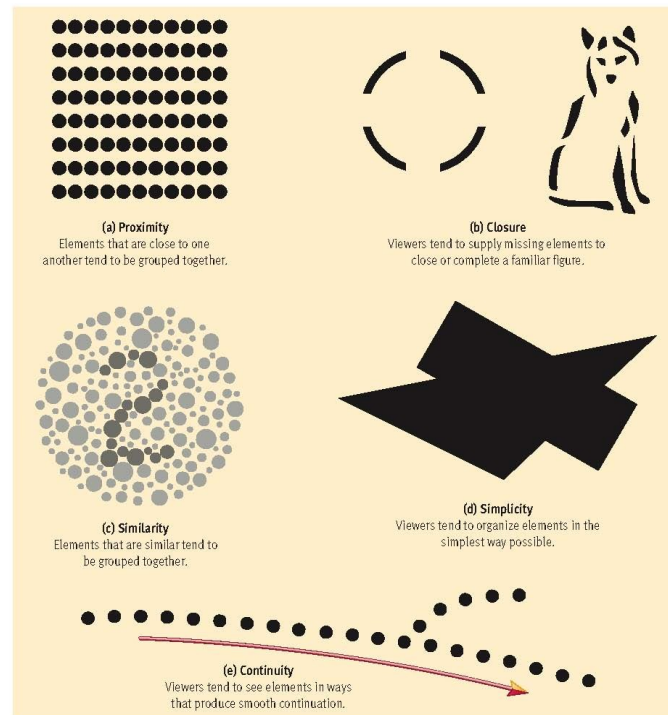 (a) Proximity
Elements that are close to one
another tend to be grouped together.
(b) Closure
Viewers tend to supply missing elements to
close or complete a familiar figure.
(c) Similarity
Elements that are similar tend to
be grouped together.
(d) Simplicity
Viewers tend to organize elements in the
simplest way possible.
(e) Continuity
Viewers tend to see elements in ways
that produce smooth continuation.